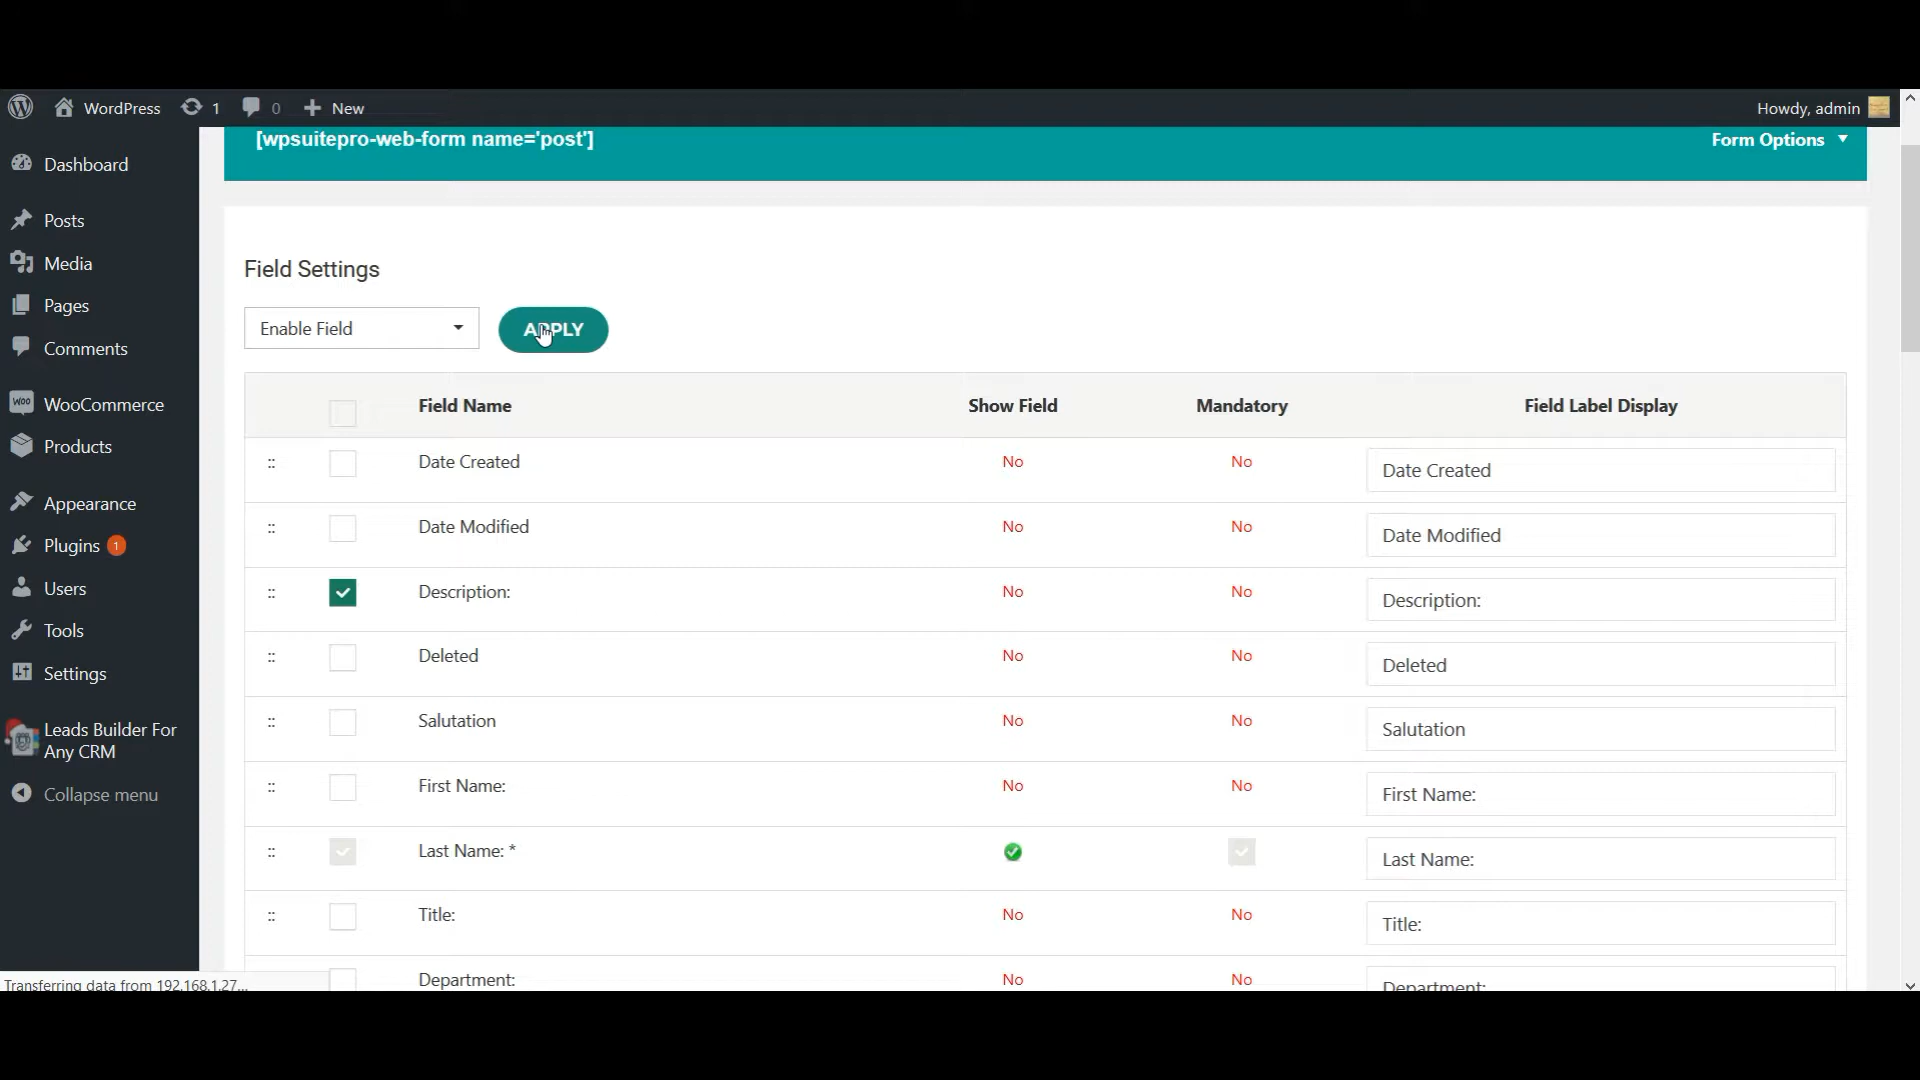 WordPress 1 0 New Howdy, admin
[wpsuitepro-web-form name='post'] Form Options
Dashboard
Posts
Media
Pages
Comments
WooCommerce
Products
Appearance
Plugins 1
Users
Tools
Settings
Leads Builder For
Any CRM
Collapse menu
Field Settings
Enable Field APPLY
Field Name Show Field Mandatory Field Label Display
:: Date Created No No Date Created
:: Date Modified No No Date Modified
:: Description: No No Description:
:: Deleted No No Deleted
:: Salutation No No Salutation
:: First Name: No No First Name:
:: Last Name: * Last Name:
:: Title: No No Title:
Department: No No Department:
Transferring data from 192.168.1.27...